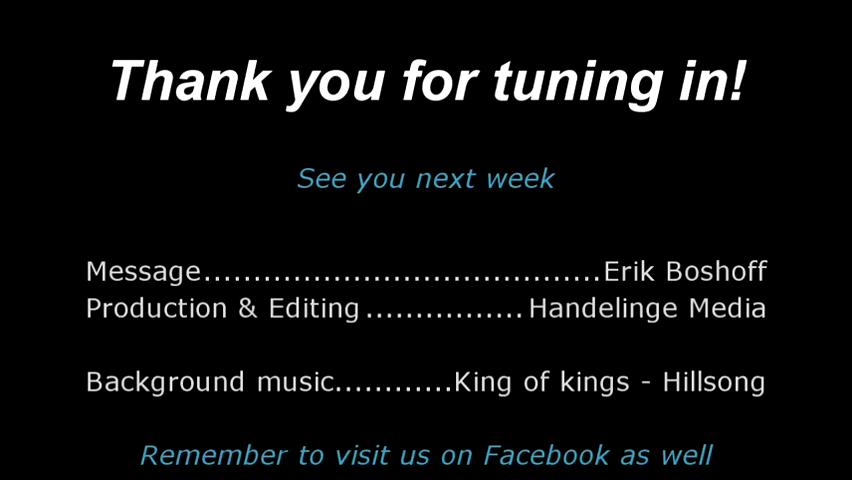 Thank you for tuning in!
See you next week
Message........................................Erik Boshoff
Production & Editing ................ Handelinge Media
Background music............King of kings - Hillsong
Remember to visit us on Facebook as well